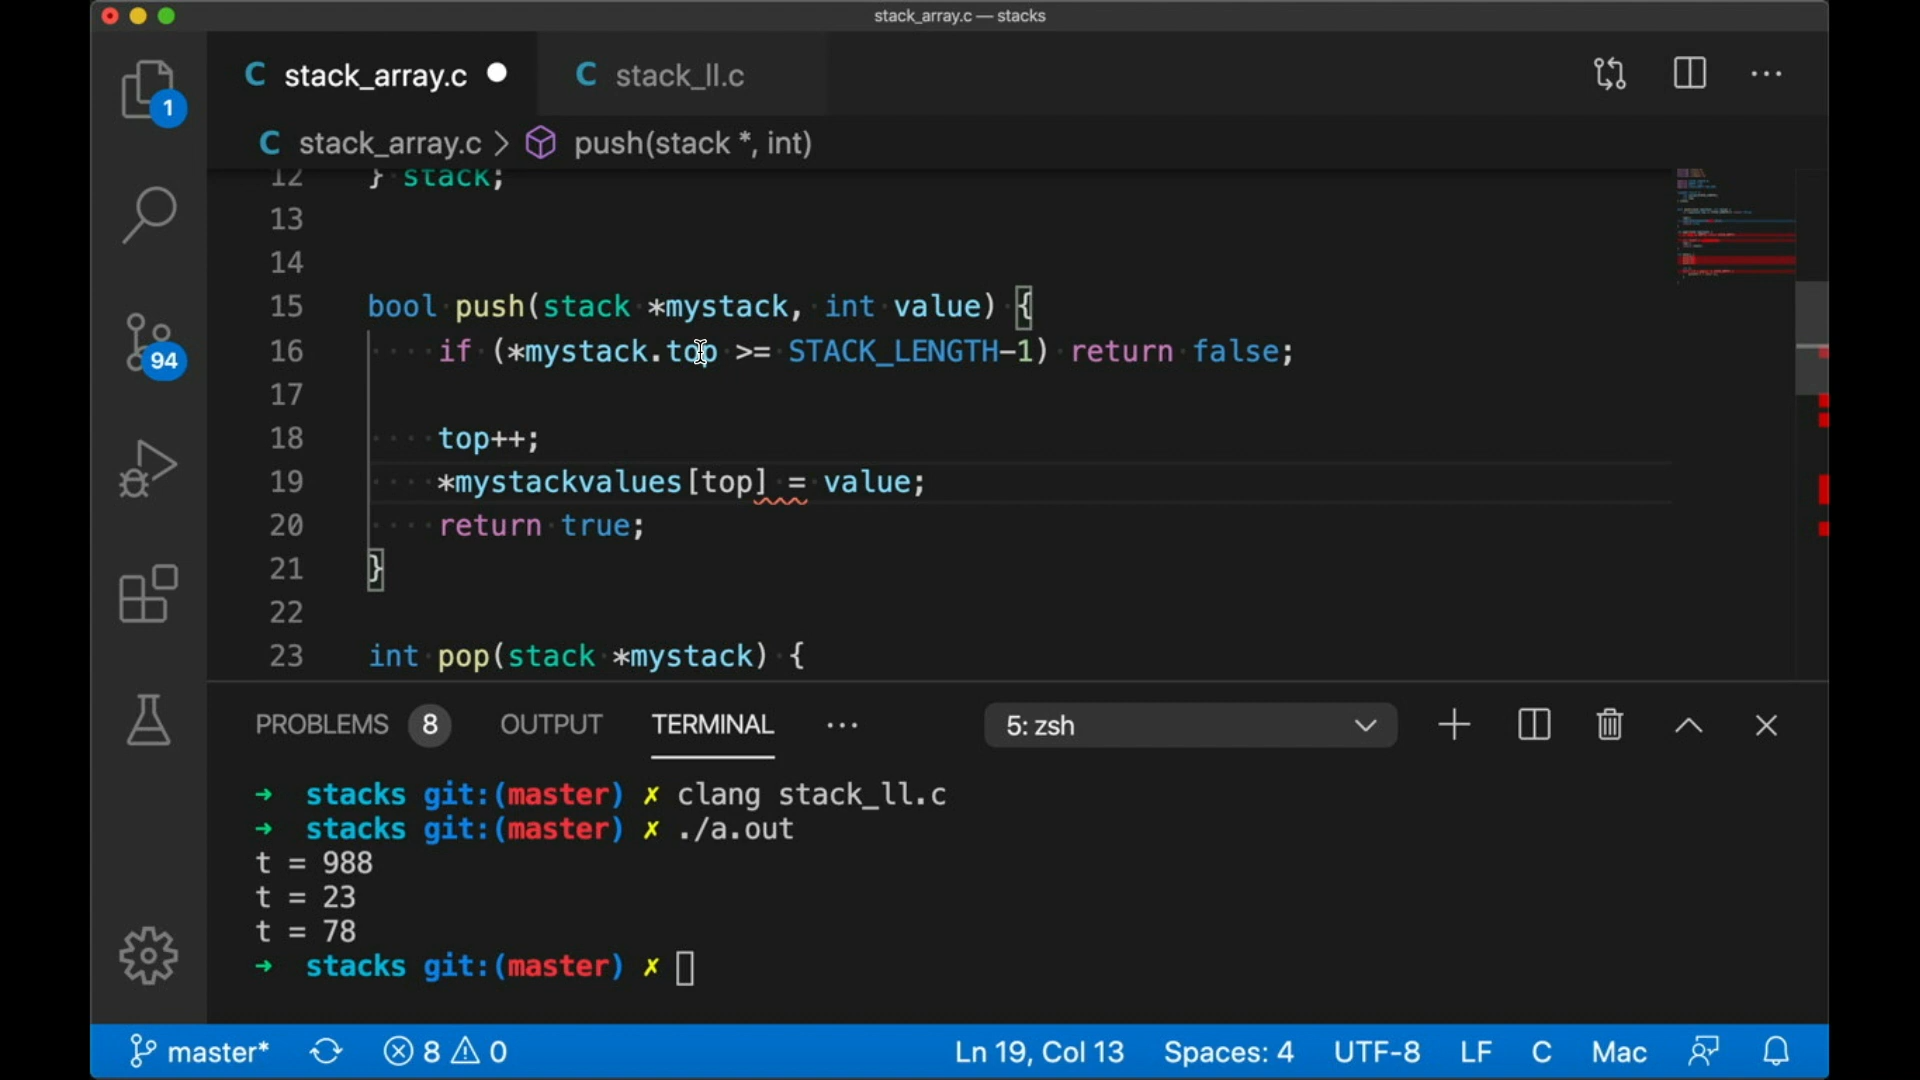 stack_array.c — stacks
stack_array.c
stack_ll.c
1
stack_array.c > push(stack *, int)
12 } stack;
13
14
15 bool push(stack *mystack, int value) {
16 if (*mystack.top >= STACK_LENGTH-1) return false;
17
18 top++;
19 *mystackvalues[top] = value;
20 return true;
21 }
22
23 int pop(stack *mystack) {
94
PROBLEMS 8 OUTPUT TERMINAL ··· 5: zsh
→ stacks git:(master) ✗ clang stack_ll.c
→ stacks git:(master) ✗ ./a.out
t = 988
t = 23
t = 78
→ stacks git:(master) ✗
master* 8 0 Ln 19, Col 13 Spaces: 4 UTF-8 LF C Mac